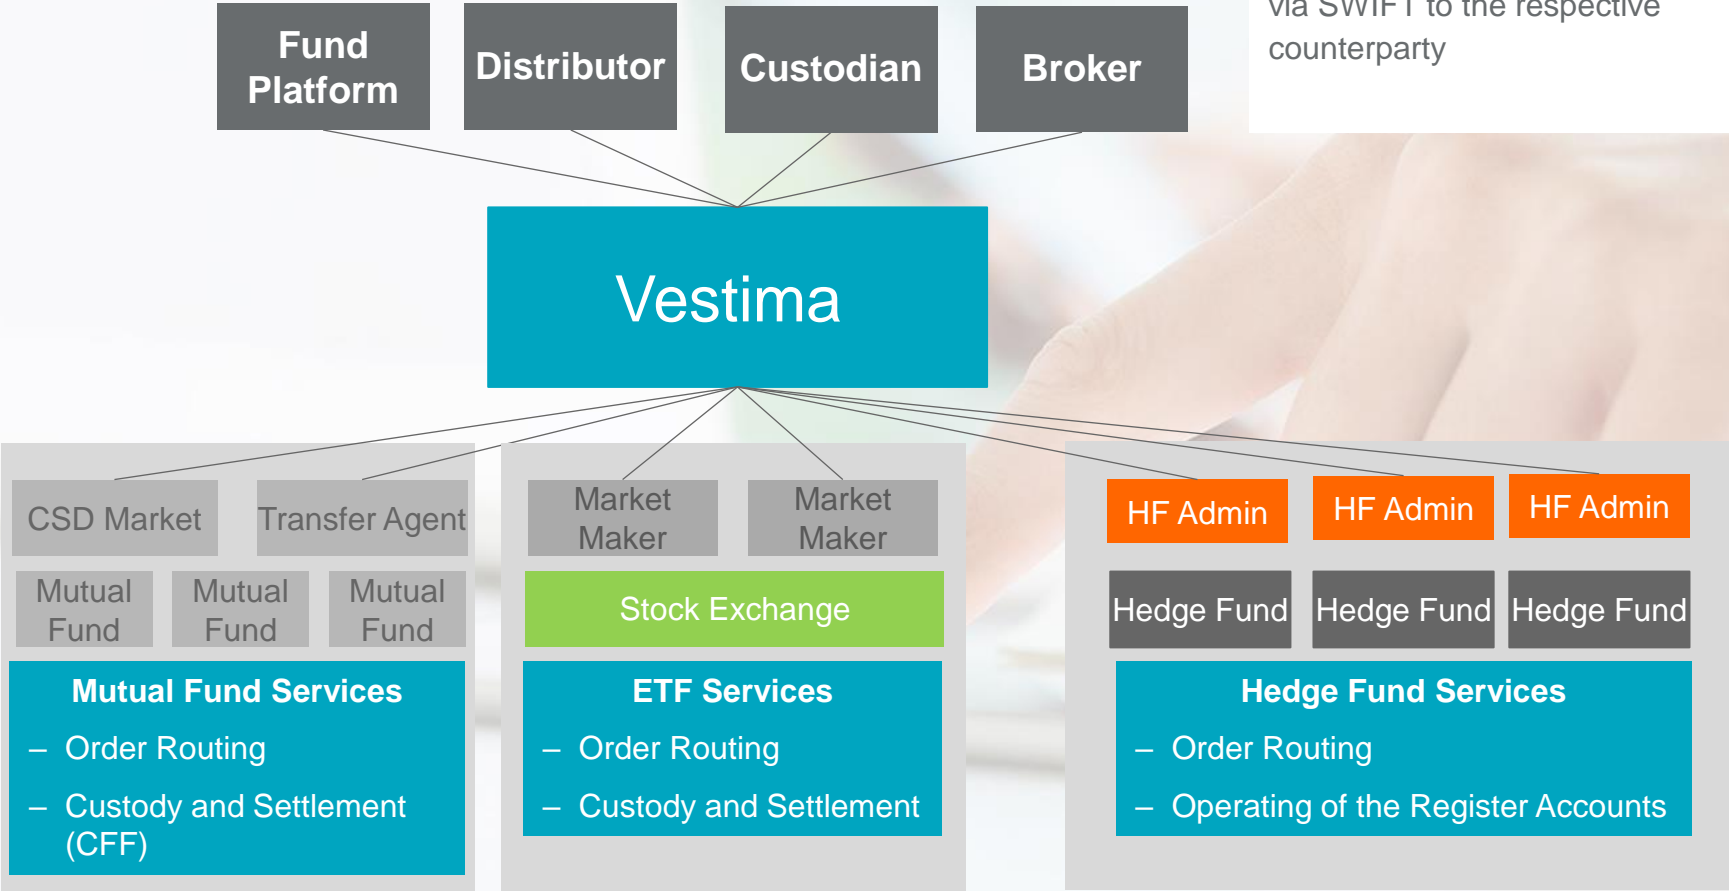 via SWIFT to the respective
counterparty
Fund
Platform
Distributor
Custodian
Broker
Vestima
CSD Market
Transfer Agent
Mutual
Fund
Mutual
Fund
Mutual
Fund
Mutual Fund Services
– Order Routing
– Custody and Settlement
(CFF)
Market
Maker
Market
Maker
Stock Exchange
ETF Services
– Order Routing
– Custody and Settlement
HF Admin
HF Admin
HF Admin
Hedge Fund
Hedge Fund
Hedge Fund
Hedge Fund Services
– Order Routing
– Operating of the Register Accounts